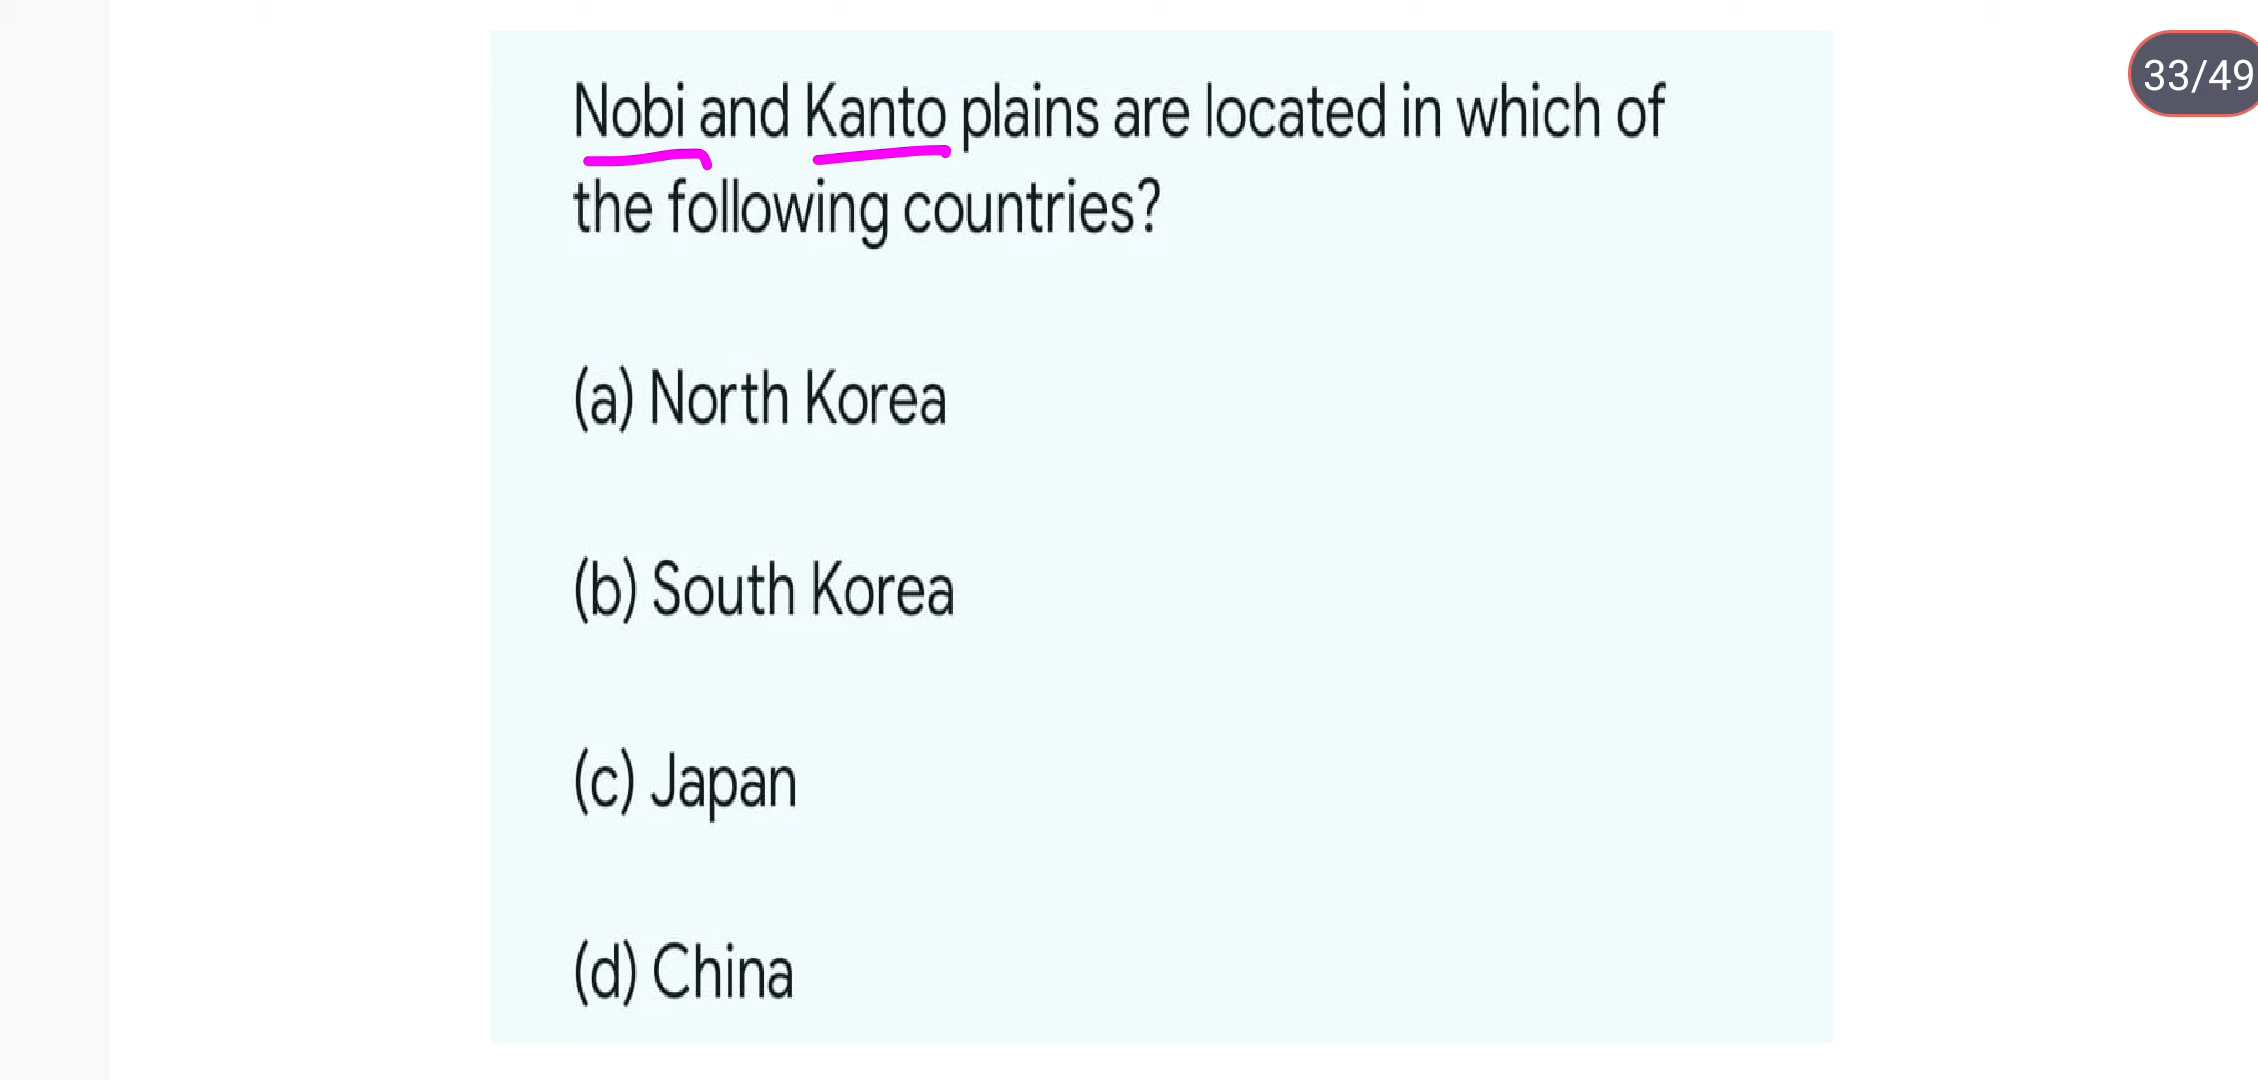 33/49
Nobi and Kanto plains are located in which of
the following countries?
(a) North Korea
(b) South Korea
(c) Japan
(d) China